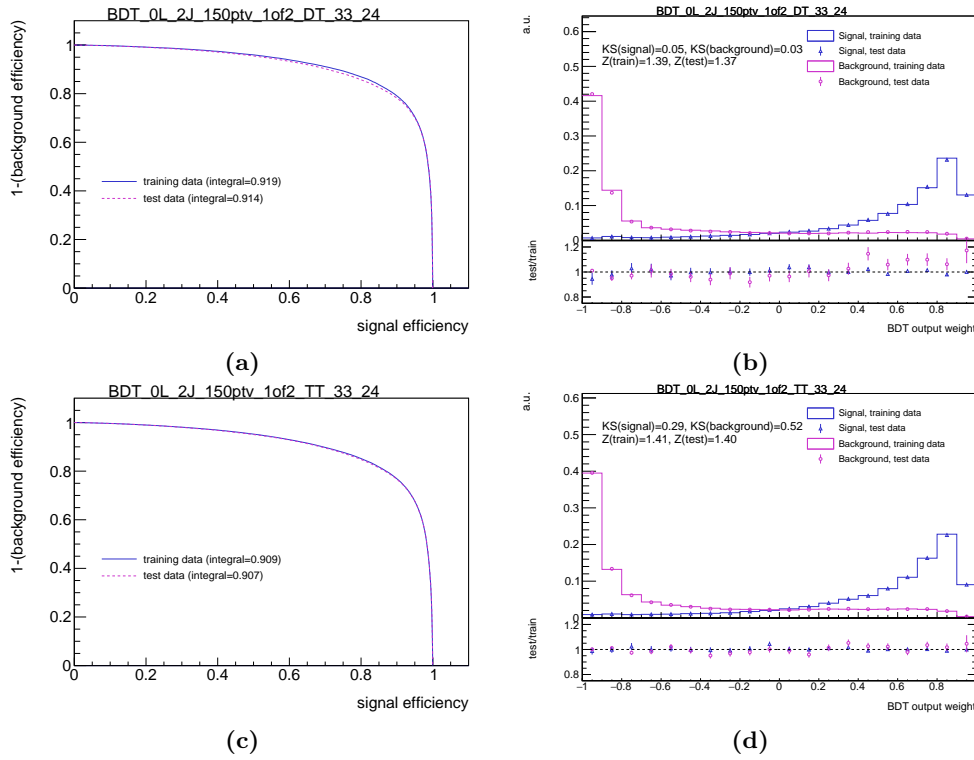 BDT_0L_2J_150ptv_1of2_DT_33_24
1-(background efficiency)
1
0.8
0.6
0.4
0.2
0
training data (integral=0.919)
test data (integral=0.914)
0 0.2 0.4 0.6 0.8 1
signal efficiency
(a)
BDT_0L_2J_150ptv_1of2_DT_33_24
a.u.
0.6
0.5
0.4
0.3
0.2
0.1
0
KS(signal)=0.05, KS(background)=0.03
Z(train)=1.39, Z(test)=1.37
Signal, training data
Signal, test data
Background, training data
Background, test data
test/train
1.2
1
0.8
−1 −0.8 −0.6 −0.4 −0.2 0 0.2 0.4 0.6 0.8 1
BDT output weight
(b)
BDT_0L_2J_150ptv_1of2_TT_33_24
1-(background efficiency)
1
0.8
0.6
0.4
0.2
0
training data (integral=0.909)
test data (integral=0.907)
0 0.2 0.4 0.6 0.8 1
signal efficiency
(c)
BDT_0L_2J_150ptv_1of2_TT_33_24
a.u.
0.6
0.5
0.4
0.3
0.2
0.1
0
KS(signal)=0.29, KS(background)=0.52
Z(train)=1.41, Z(test)=1.40
Signal, training data
Signal, test data
Background, training data
Background, test data
test/train
1.2
1
0.8
−1 −0.8 −0.6 −0.4 −0.2 0 0.2 0.4 0.6 0.8 1
BDT output weight
(d)